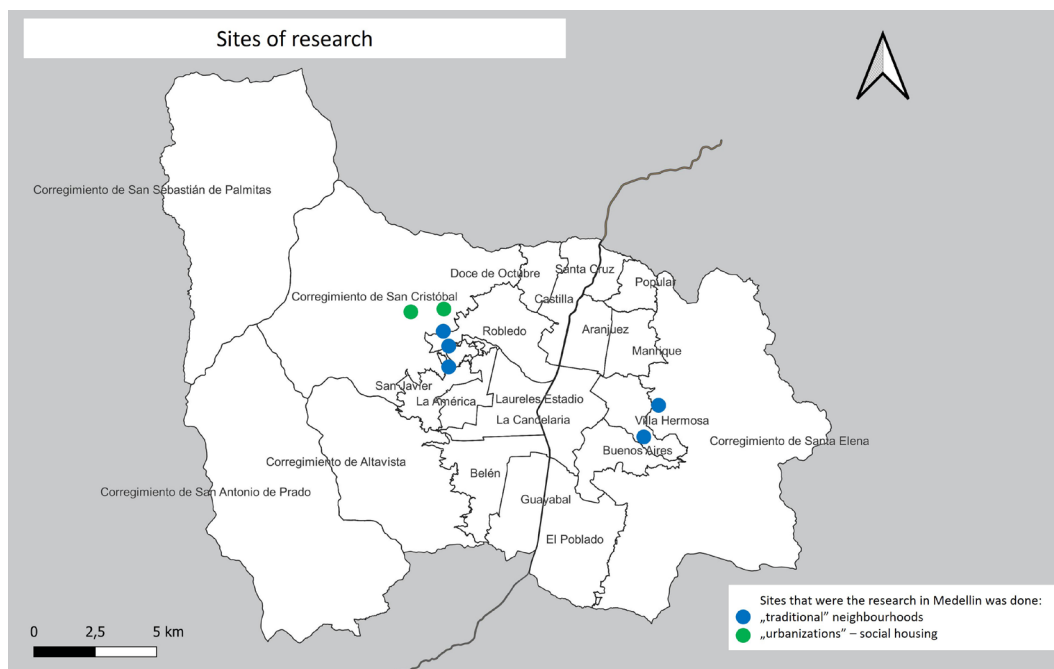 Sites of research
Corregimiento de San Sebastián de Palmitas
Doce de Octubre
Santa Cruz
Popular
Corregimiento de San Cristóbal
Castilla
Robledo
Aranjuez
Manrique
San Javier
La América
Laureles Estadio
La Candelaria
Villa Hermosa
Corregimiento de Santa Elena
Buenos Aires
Corregimiento de Altavista
Belén
Corregimiento de San Antonio de Prado
Guayabal
El Poblado
Sites that were the research in Medellin was done:
„traditional” neighbourhoods
„urbanizations” – social housing
0 2,5 5 km